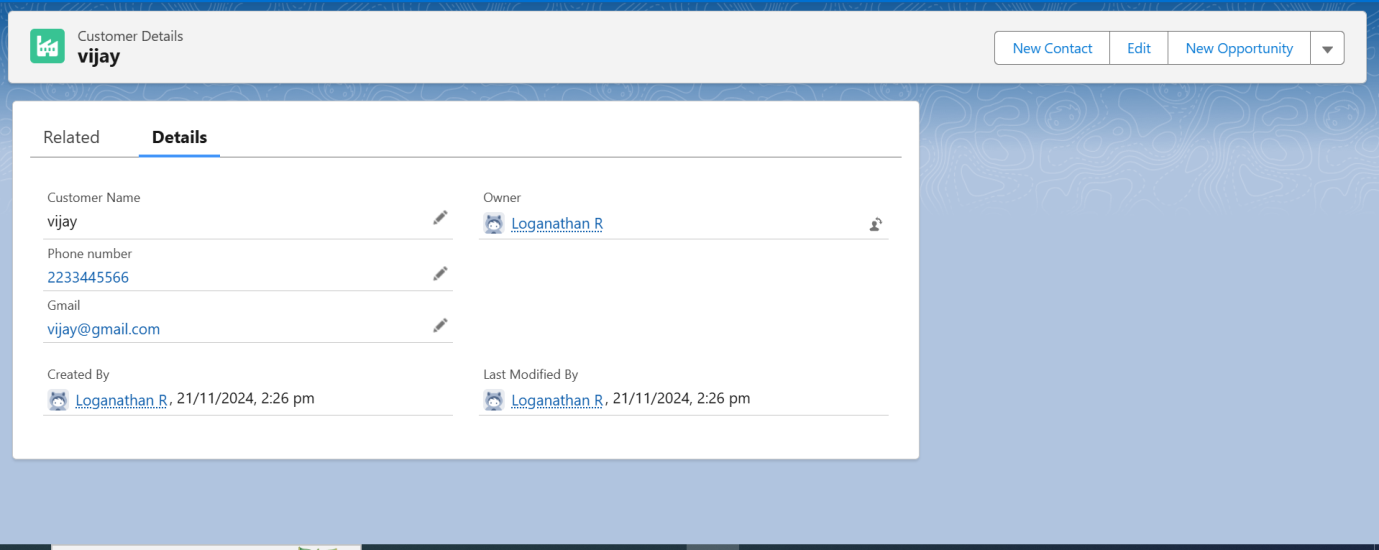 Customer Details
vijay
New Contact
Edit
New Opportunity
Related
Details
Customer Name
vijay
Owner
Loganathan R
Phone number
2233445566
Gmail
vijay@gmail.com
Created By
Loganathan R, 21/11/2024, 2:26 pm
Last Modified By
Loganathan R, 21/11/2024, 2:26 pm